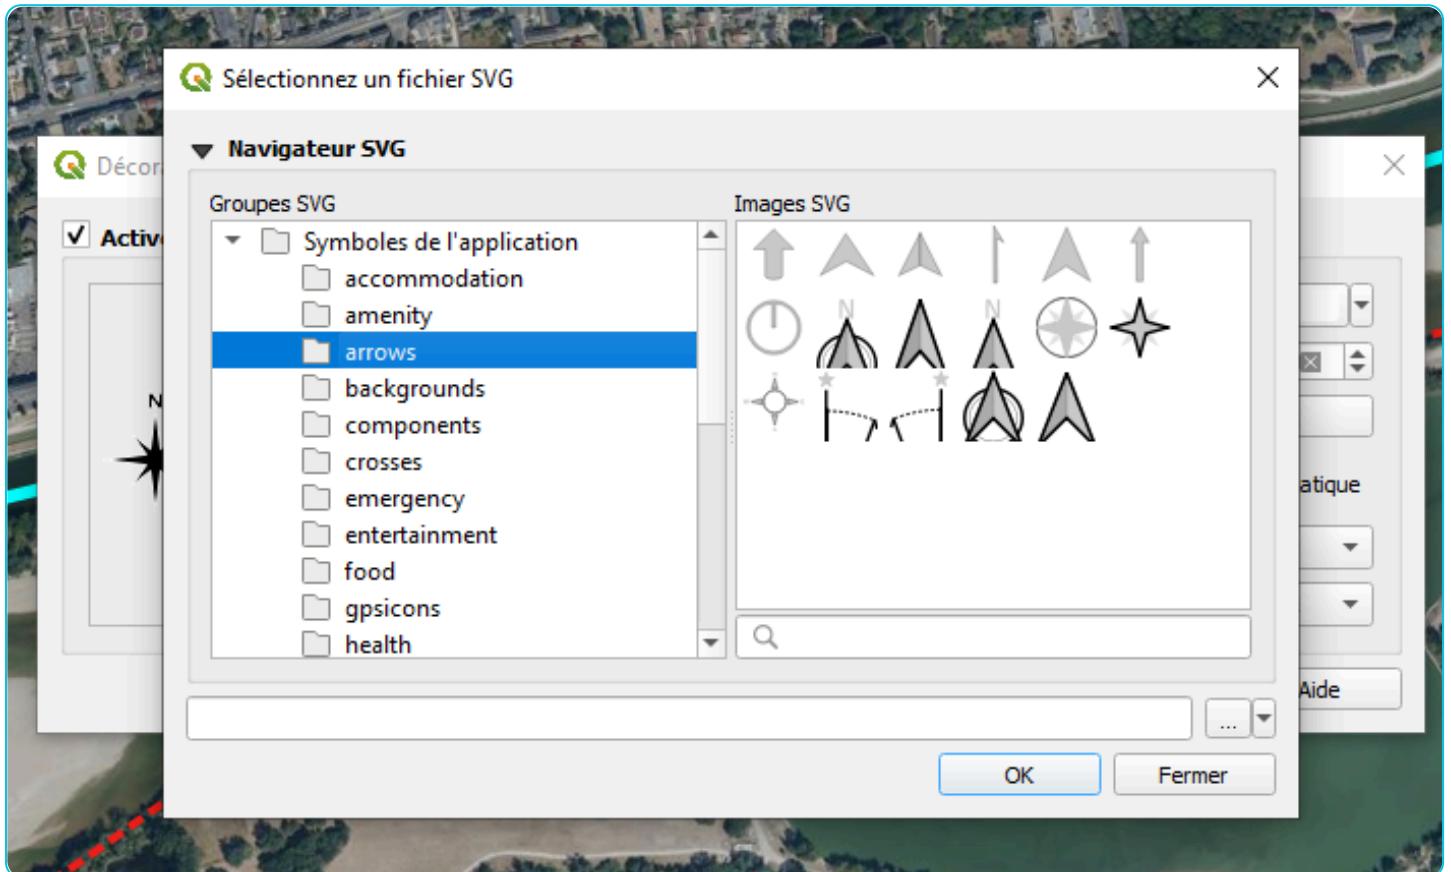 Sélectionnez un fichier SVG
Navigateur SVG
Décor
Groupes SVG
Images SVG
Active
Symboles de l'application
accommodation
amenity
arrows
backgrounds
components
crosses
emergency
entertainment
food
gpsicons
health
N
N
N
atique
...
Aide
OK
Fermer